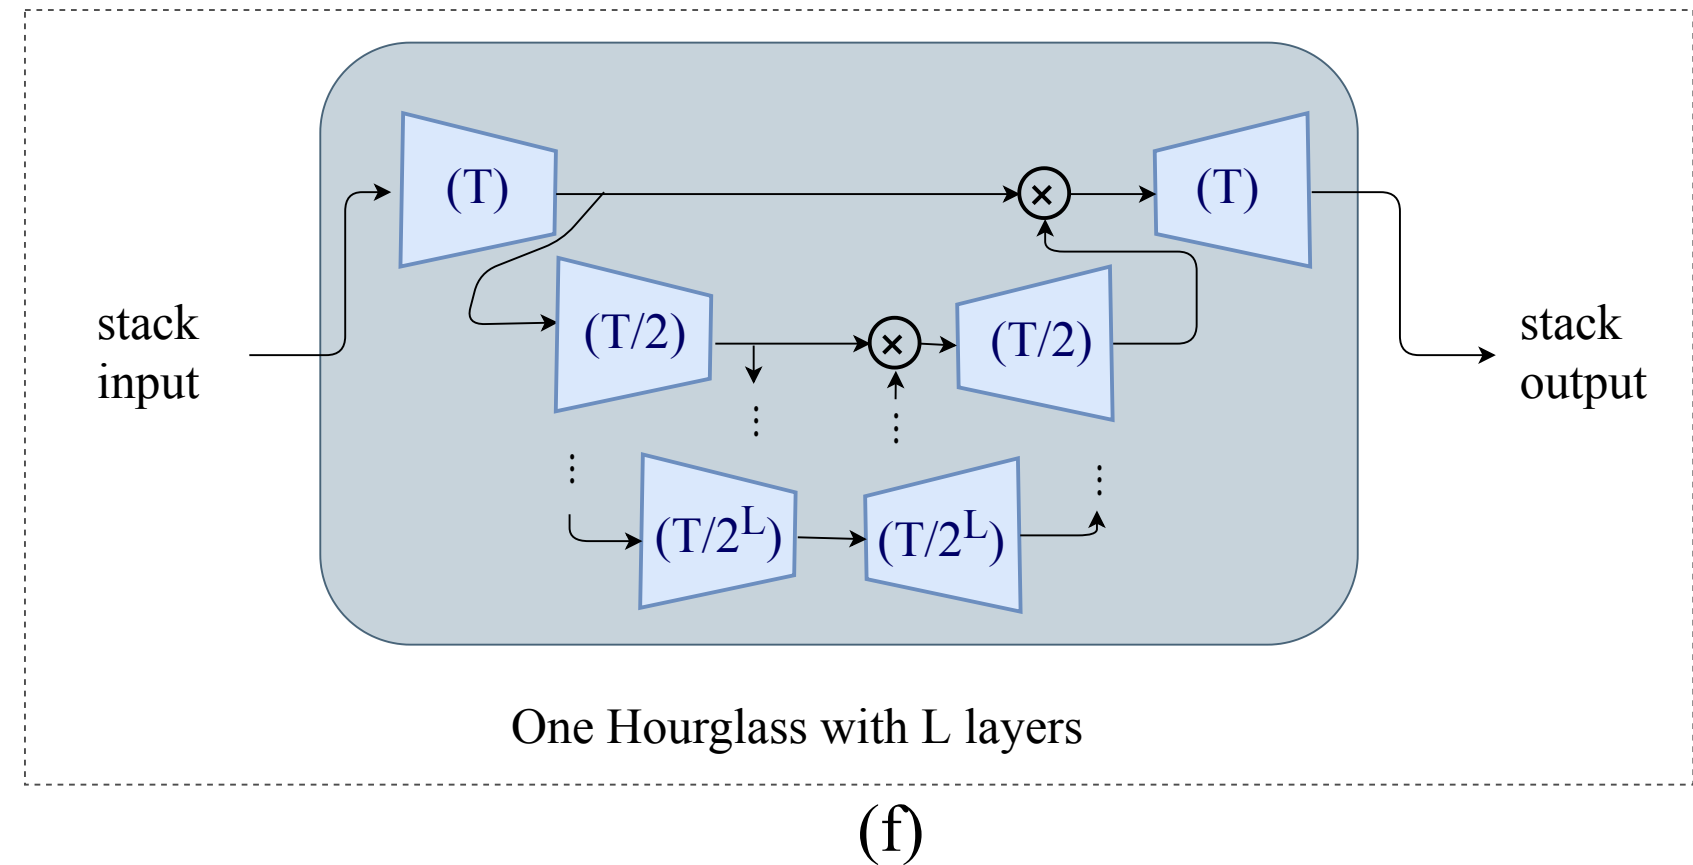 (T)
(T)
(T/2)
(T/2)
stack
input
stack
output
(T/2^L)
(T/2^L)
One Hourglass with L layers
(f)